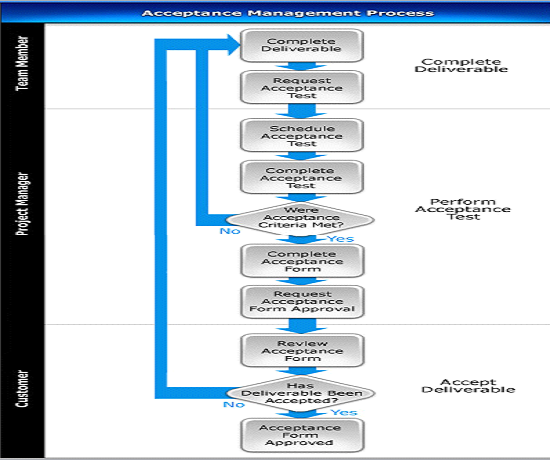 Acceptance Management Process
Team Member
Complete
Deliverable
Request
Acceptance
Test
Complete
Deliverable
Project Manager
Schedule
Acceptance
Test
Complete
Acceptance
Test
Were
Acceptance
Criteria Met?
No
Yes
Complete
Acceptance
Form
Request
Acceptance
Form Approval
Perform
Acceptance
Test
Customer
Review
Acceptance
Form
Has
Deliverable Been
Accepted?
No
Yes
Acceptance
Form
Approved
Accept
Deliverable